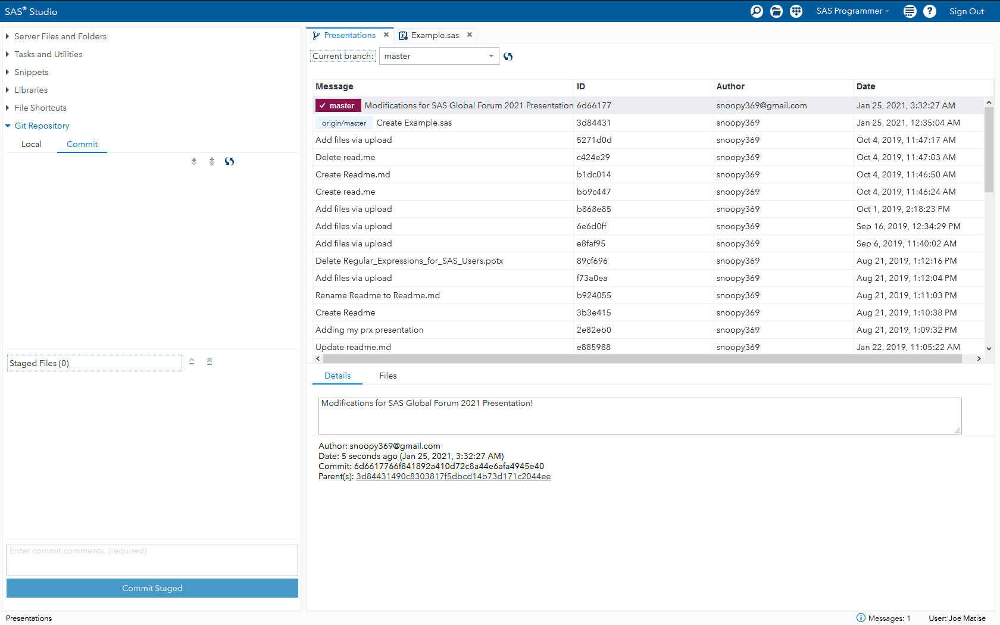 SAS® Studio
SAS Programmer
Sign Out
Server Files and Folders
Tasks and Utilities
Snippets
Libraries
File Shortcuts
Git Repository
Local Commit
Staged Files (0)
Enter commit comments. (required)
Commit Staged
Presentations Example.sas
Current branch: master
Message ID Author Date
master Modifications for SAS Global Forum 2021 Presentation 6d66177 snoopy369@gmail.com Jan 25, 2021, 3:32:27 AM
origin/master Create Example.sas 3d84431 snoopy369 Jan 25, 2021, 12:35:04 AM
Add files via upload 5271d0d snoopy369 Oct 4, 2019, 11:47:17 AM
Delete read.me c424e29 snoopy369 Oct 4, 2019, 11:47:03 AM
Create Readme.md b1dc014 snoopy369 Oct 4, 2019, 11:46:50 AM
Create read.me bb9c447 snoopy369 Oct 4, 2019, 11:46:24 AM
Add files via upload b868e85 snoopy369 Oct 1, 2019, 2:18:23 PM
Add files via upload 6e6d0ff snoopy369 Sep 16, 2019, 12:34:29 PM
Add files via upload e8faf95 snoopy369 Sep 6, 2019, 11:40:02 AM
Delete Regular_Expressions_for_SAS_Users.pptx 89cf696 snoopy369 Aug 21, 2019, 1:12:16 PM
Add files via upload f73a0ea snoopy369 Aug 21, 2019, 1:12:04 PM
Rename Readme to Readme.md b924055 snoopy369 Aug 21, 2019, 1:11:03 PM
Create Readme 3b3e415 snoopy369 Aug 21, 2019, 1:10:38 PM
Adding my prx presentation 2e82eb0 snoopy369 Aug 21, 2019, 1:09:32 PM
Update readme.md e885988 snoopy369 Jan 22, 2019, 11:05:22 AM
Details Files
Modifications for SAS Global Forum 2021 Presentation!
Author: snoopy369@gmail.com
Date: 5 seconds ago (Jan 25, 2021, 3:32:27 AM)
Commit: 6d6617766f841892a410d72c8a44e6afa4945e40
Parent(s): 3d84431490c8303817f5dbcd14b73d171c2044ee
Presentations
Messages: 1
User: Joe Matise